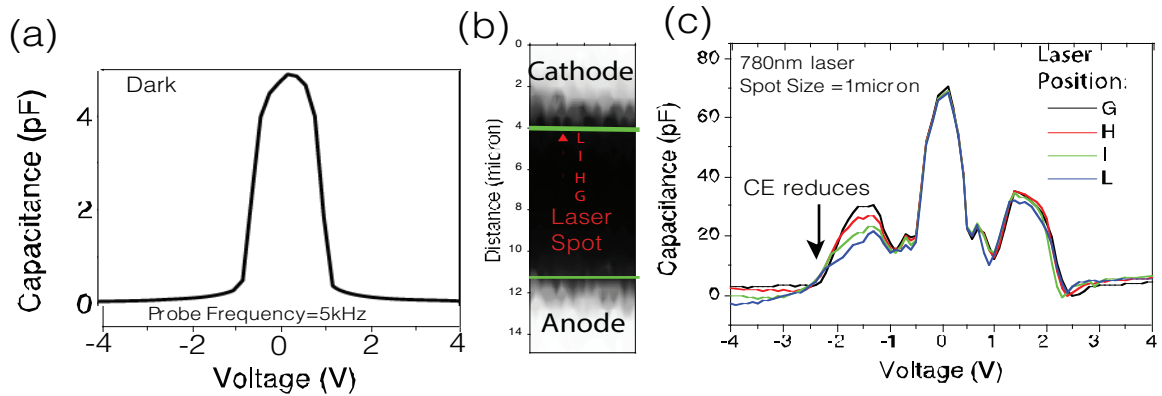 (a)
Dark
Capacitance (pF)
4
2
0
Probe Frequency=5kHz
-4
-2
0
2
4
Voltage (V)
(b)
Distance (micron)
0
2
4
6
8
10
12
14
Cathode
L
I
H
G
Laser
Spot
Anode
(c)
Capacitance (pF)
80
60
40
20
0
780nm laser
Spot Size =1micron
Laser
Position:
G
H
I
L
CE reduces
-4
-3
-2
-1
0
1
2
3
4
Voltage (V)